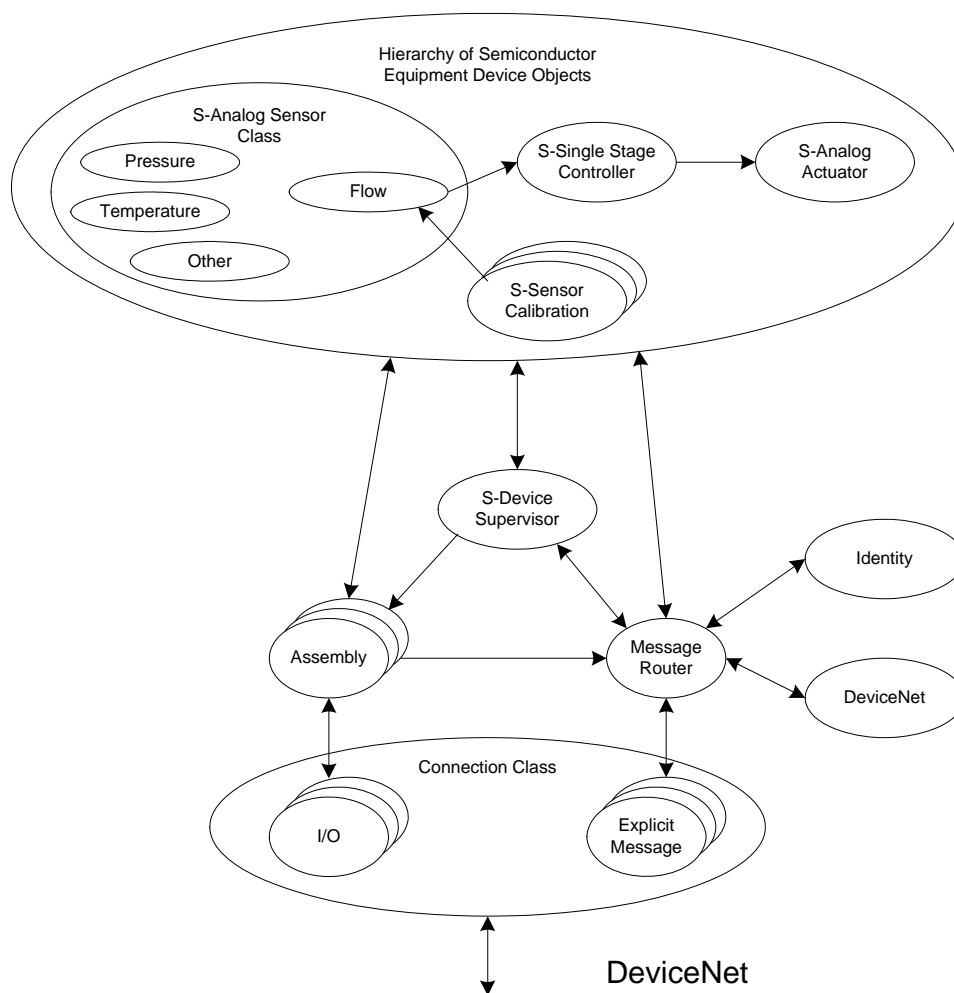 Hierarchy of Semiconductor
Equipment Device Objects
S-Analog Sensor
Class
Pressure
Temperature
Other
Flow
S-Single Stage
Controller
S-Analog
Actuator
S-Sensor
Calibration
S-Device
Supervisor
Identity
Assembly
Message
Router
DeviceNet
Connection Class
I/O
Explicit
Message
DeviceNet